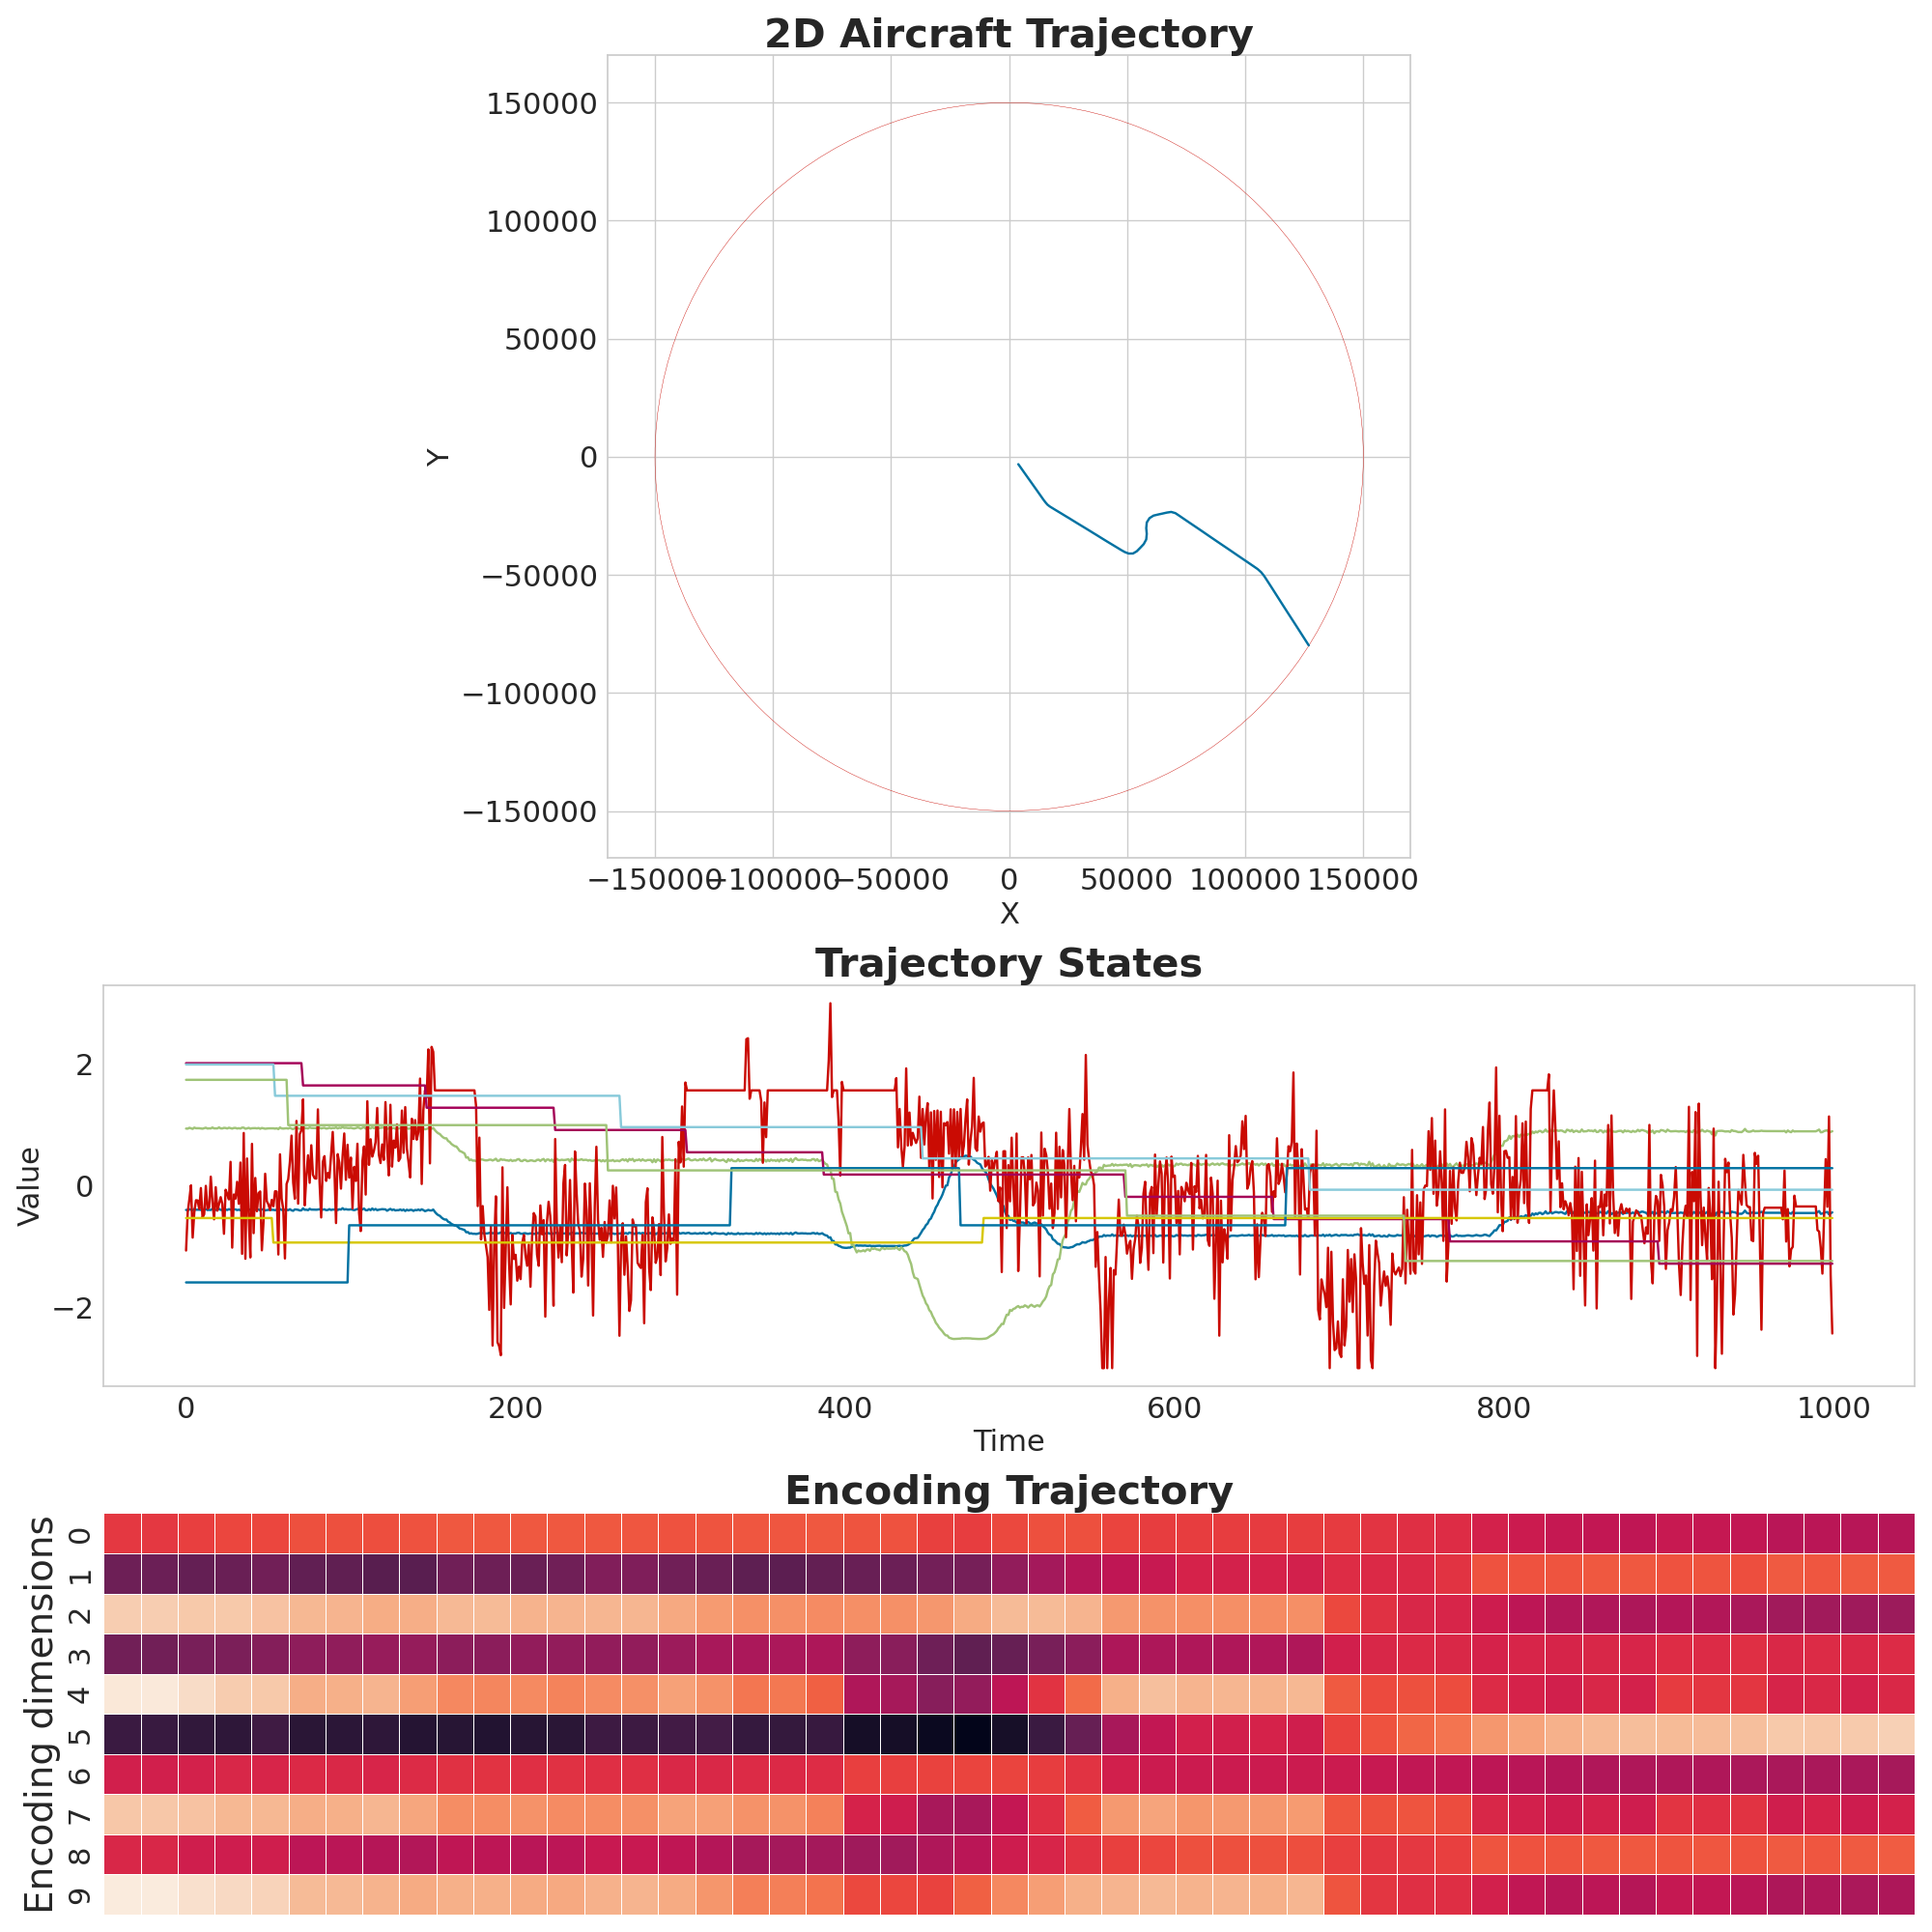 2D Aircraft Trajectory
150000
100000
50000
0
−50000
−100000
−150000
Y
−150000 −100000 −50000 0 50000 100000 150000
X
Trajectory States
2
0
−2
Value
0 200 400 600 800 1000
Time
Encoding Trajectory
Encoding dimensions
0
1
2
3
4
5
6
7
8
9